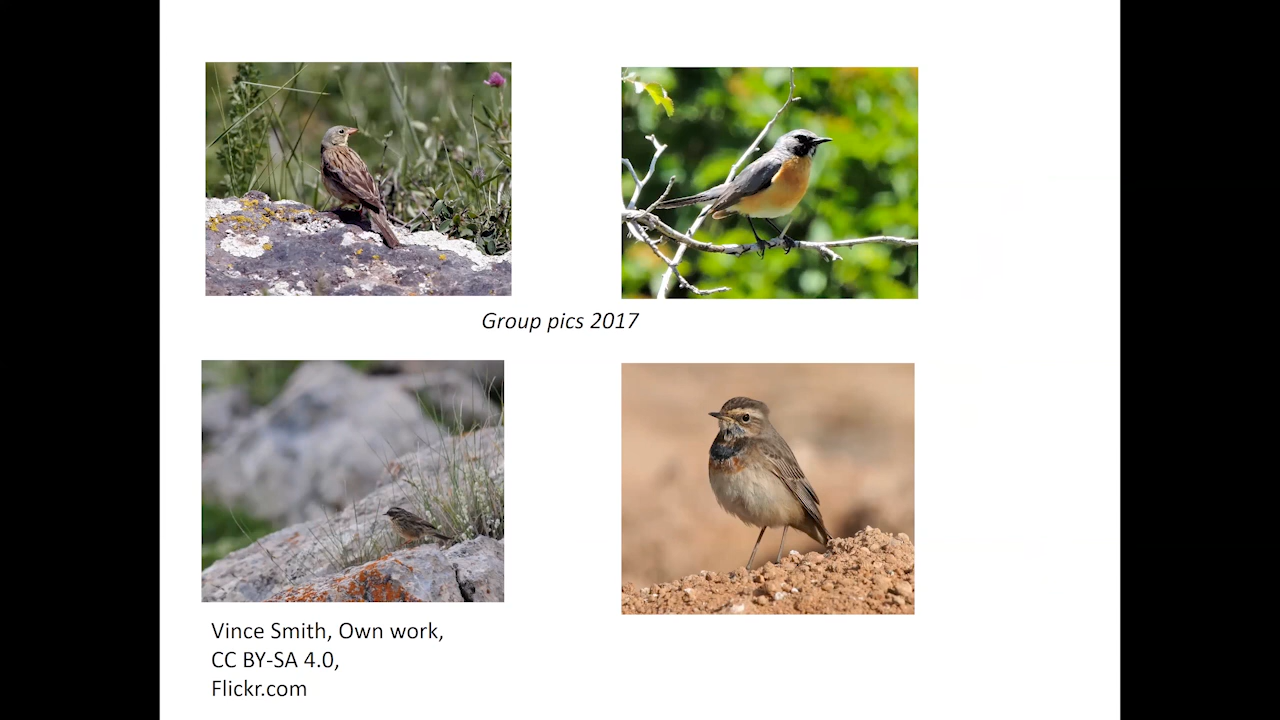 Group pics 2017
Vince Smith, Own work,
CC BY-SA 4.0,
Flickr.com